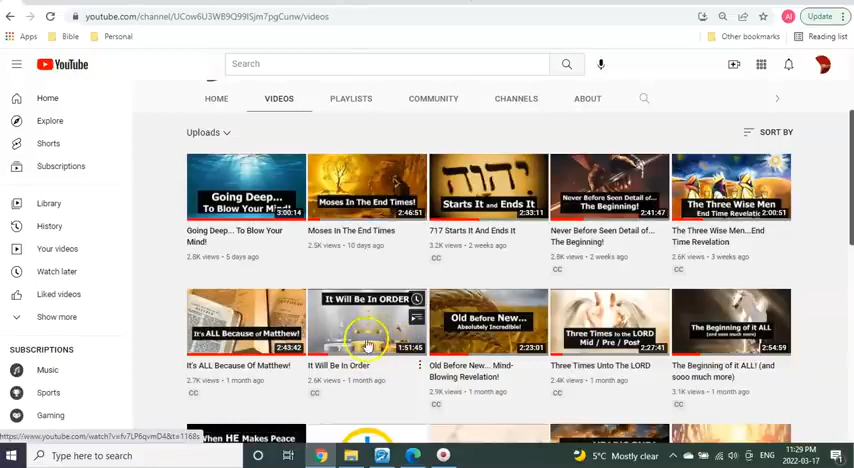 youtube.com/channel/UCow6U3W89Q99ISjm7pgCunw/videos
AI
Update
Apps
Bible
Personal
Other bookmarks
Reading list
YouTube
Search
HOME
VIDEOS
PLAYLISTS
COMMUNITY
CHANNELS
ABOUT
Home
Explore
Shorts
Subscriptions
Library
History
Your videos
Watch later
Liked videos
Show more
SUBSCRIPTIONS
Music
Sports
Gaming
Uploads
SORT BY
Going Deep...
To Blow Your Mind!
3:00:14
Moses In The End Times!
2:46:51
יהוה
Starts It and Ends It
2:33:11
Never Before Seen Detail of...
The Beginning!
2:41:47
The Three Wise Men
End Time Revelation
2:00:51
Going Deep... To Blow Your
Mind!
2.8K views • 5 days ago
Moses In The End Times
2.5K views • 10 days ago
717 Starts It And Ends It
3.2K views • 2 weeks ago
CC
Never Before Seen Detail of...
The Beginning!
2.8K views • 2 weeks ago
CC
The Three Wise Men...End
Time Revelation
2.6K views • 3 weeks ago
CC
It's ALL Because of Matthew!
2:43:42
It Will Be In ORDER
1:51:45
Old Before New...
Absolutely Incredible!
2:23:01
Three Times to the LORD
Mid / Pre / Post
2:27:41
The Beginning of it ALL
(and soo much more)
2:54:59
It's ALL Because Of Matthew!
2.7K views • 1 month ago
CC
It Will Be In Order
2.6K views • 1 month ago
CC
Old Before New... Mind-
Blowing Revelation!
2.9K views • 1 month ago
CC
Three Times Unto The LORD
2.4K views • 1 month ago
CC
The Beginning of it ALL! (and
sooo much more)
3.1K views • 1 month ago
CC
When HE Makes Peace
https://www.youtube.com/watch?v=fv7LP6qvmD4&t=1168s
Type here to search
5°C Mostly clear
ENG
11:29 PM
2022-03-17